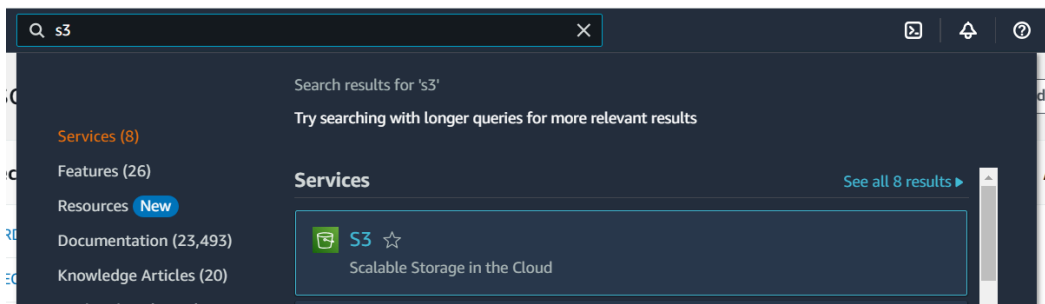 s3
Search results for 's3'
Try searching with longer queries for more relevant results
Services (8)
Features (26)
Resources New
Documentation (23,493)
Knowledge Articles (20)
Services
See all 8 results
S3
Scalable Storage in the Cloud